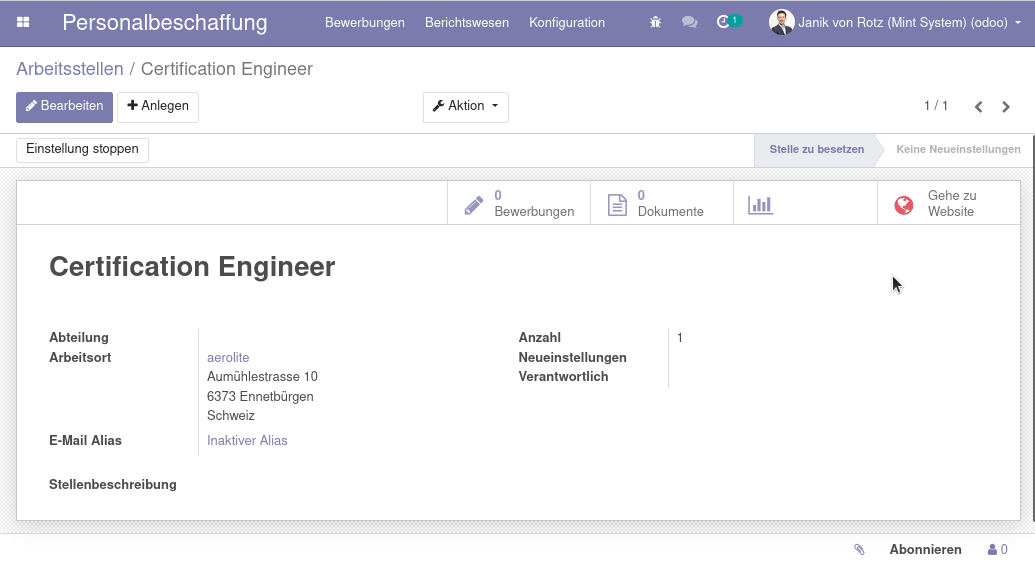 Personalbeschaffung Bewerbungen Berichtswesen Konfiguration 1 Janik von Rotz (Mint System) (odoo)
Arbeitsstellen / Certification Engineer
Bearbeiten Anlegen Aktion 1 / 1
Einstellung stoppen Stelle zu besetzen Keine Neueinstellungen
0 Bewerbungen
0 Dokumente
Gehe zu Website
Certification Engineer
Abteilung
Arbeitsort aerolite
Aumühlestrasse 10
6373 Ennetbürgen
Schweiz
E-Mail Alias Inaktiver Alias
Anzahl Neueinstellungen 1
Verantwortlich
Stellenbeschreibung
Abonnieren 0